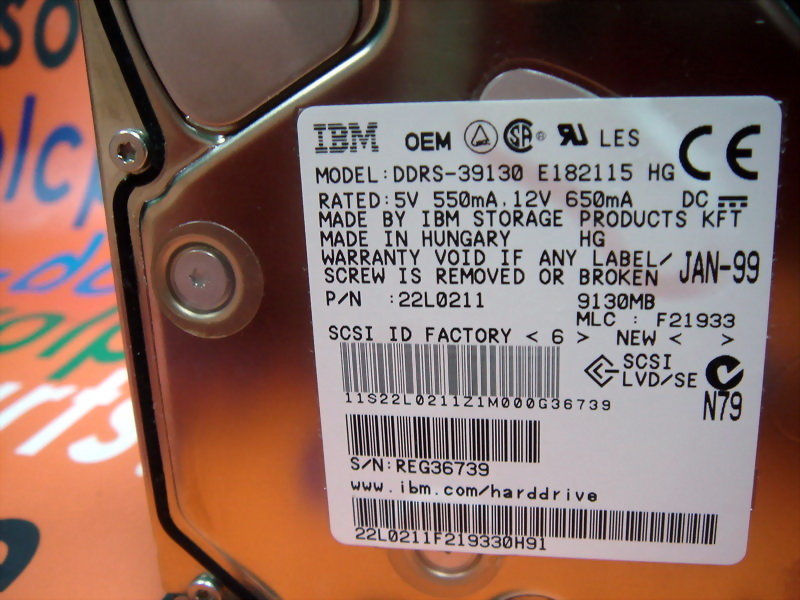 IBM OEM SA ® LES CE
MODEL:DDRS-39130 E182115 HG
RATED:5V 550mA.12V 650mA DC
MADE BY IBM STORAGE PRODUCTS KFT
MADE IN HUNGARY HG
WARRANTY VOID IF ANY LABEL/
SCREW IS REMOVED OR BROKEN JAN-99
P/N :22L0211 9130MB
MLC : F21933
SCSI ID FACTORY < 6 > NEW < >
SCSI
LVD/SE
N79
11S22L0211Z1M000G36739
S/N:REG36739
www.ibm.com/harddrive
22L0211F219330H91